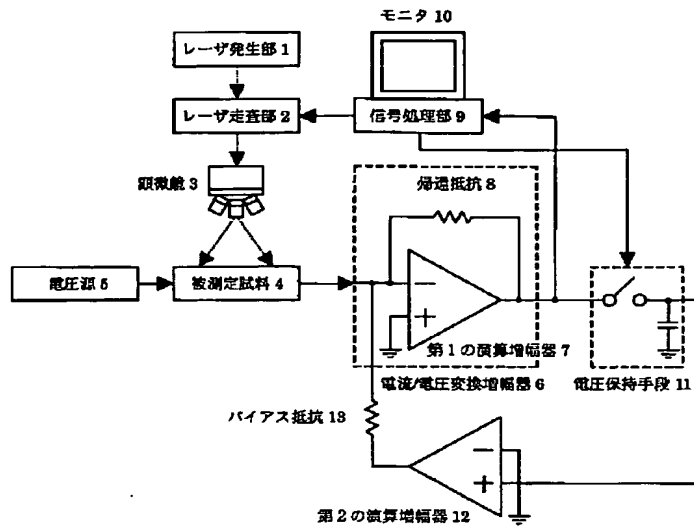 モニタ 10
レーザ発生部 1
レーザ走査部 2
信号処理部 9
顕微鏡 3
帰還抵抗 8
電圧源 5
被測定試料 4
第1の演算増幅器 7
電流/電圧変換増幅器 6
電圧保持手段 11
バイアス抵抗 13
第2の演算増幅器 12